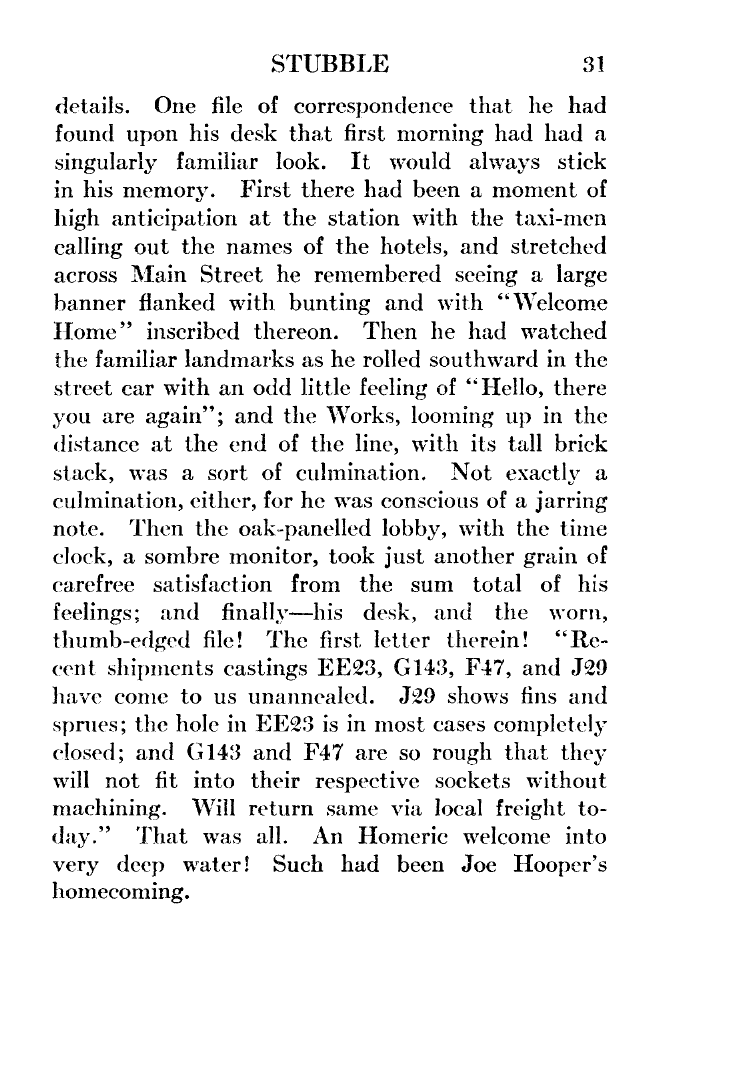 STUBBLE 31
details. One file of correspondence that he had
found upon his desk that first morning had had a
singularly familiar look. It would always stick
in his memory. First there had been a moment of
high anticipation at the station with the taxi-men
calling out the names of the hotels, and stretched
across Main Street he remembered seeing a large
banner flanked with bunting and with “Welcome
Home” inscribed thereon. Then he had watched
the familiar landmarks as he rolled southward in the
street car with an odd little feeling of “Hello, there
you are again”; and the Works, looming up in the
distance at the end of the line, with its tall brick
stack, was a sort of culmination. Not exactly a
culmination, either, for he was conscious of a jarring
note. Then the oak-panelled lobby, with the time
clock, a sombre monitor, took just another grain of
carefree satisfaction from the sum total of his
feelings; and finally—his desk, and the worn,
thumb-edged file! The first letter therein! “Re-
cent shipments castings EE23, G143, F47, and J29
have come to us unannealed. J29 shows fins and
sprues; the hole in EE23 is in most cases completely
closed; and G143 and F47 are so rough that they
will not fit into their respective sockets without
machining. Will return same via local freight to-
day.” That was all. An Homeric welcome into
very deep water! Such had been Joe Hooper’s
homecoming.